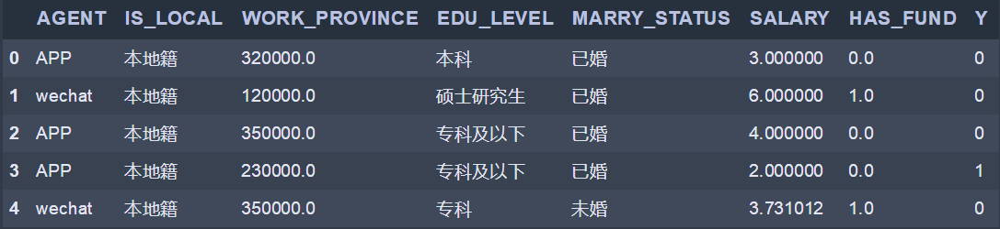 AGENT IS_LOCAL WORK_PROVINCE EDU_LEVEL MARRY_STATUS SALARY HAS_FUND Y
0 APP 本地籍 320000.0 本科 已婚 3.000000 0.0 0
1 wechat 本地籍 120000.0 硕士研究生 已婚 6.000000 1.0 0
2 APP 本地籍 350000.0 专科及以下 已婚 4.000000 0.0 0
3 APP 本地籍 230000.0 专科及以下 已婚 2.000000 0.0 1
4 wechat 本地籍 350000.0 专科 未婚 3.731012 1.0 0